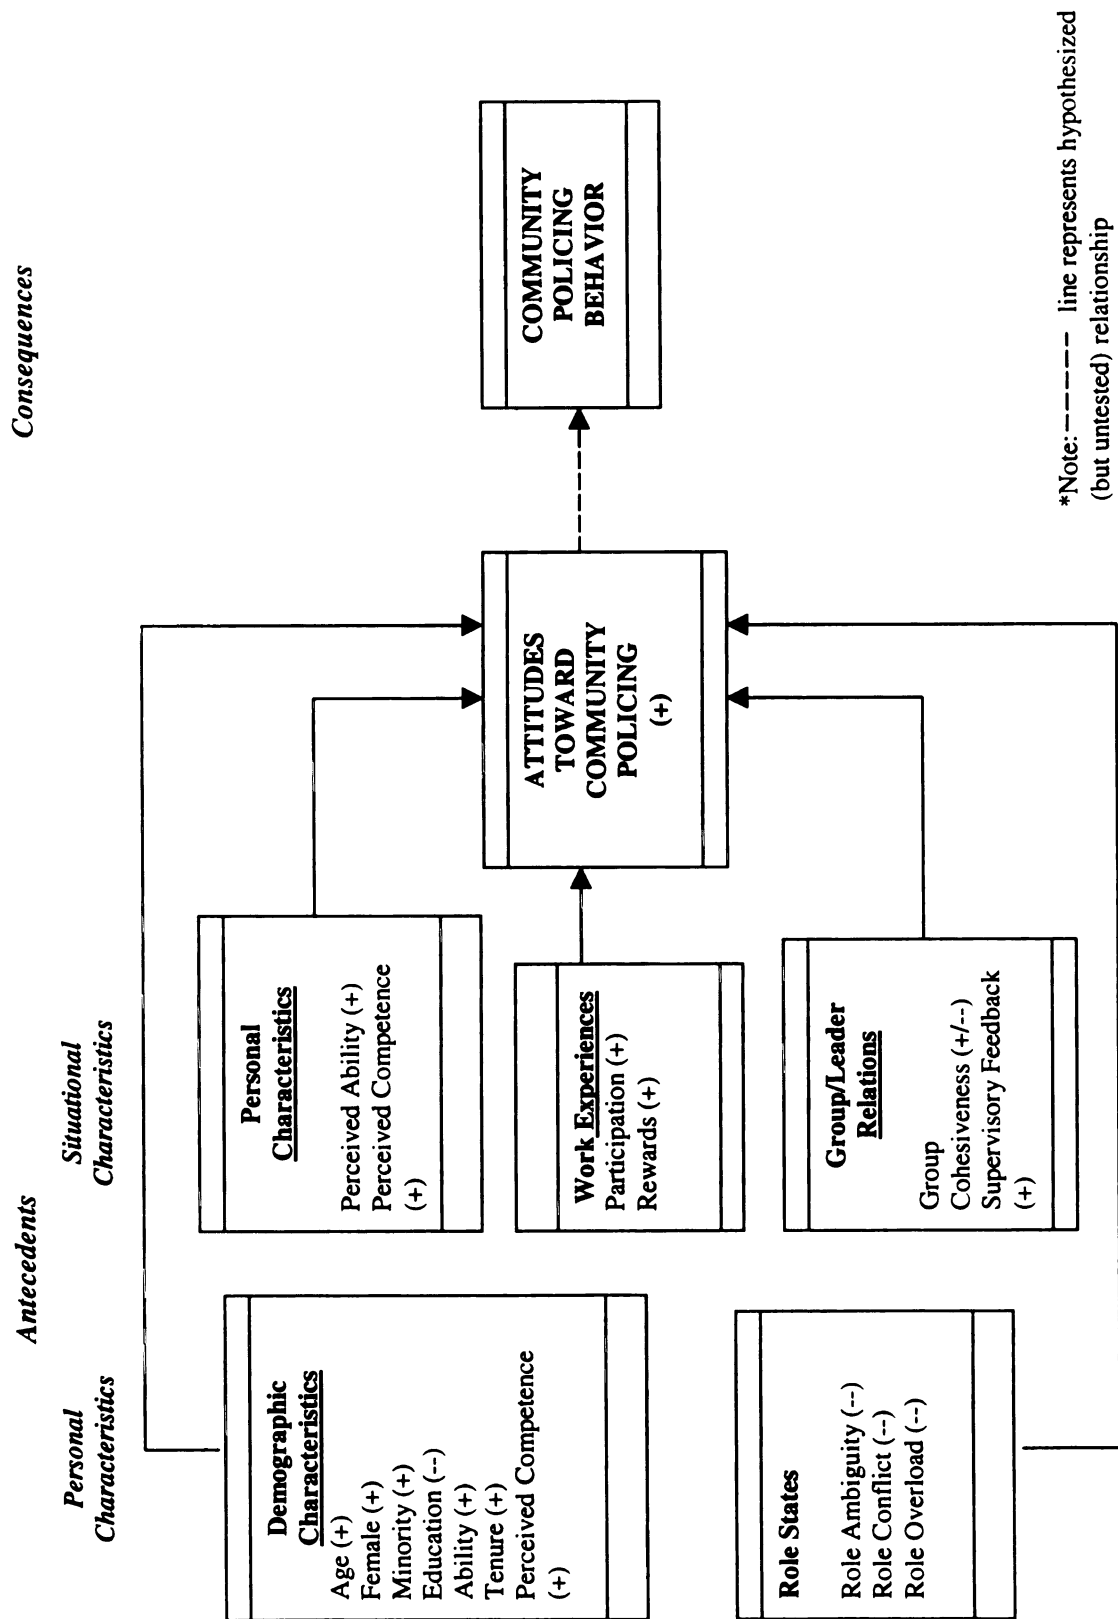 Antecedents
Consequences
Personal
Characteristics
Situational
Characteristics
Demographic
Characteristics
Age (+)
Female (+)
Minority (+)
Education (--)
Ability (+)
Tenure (+)
Perceived Competence
(+)
Role States
Role Ambiguity (--)
Role Conflict (--)
Role Overload (--)
Personal
Characteristics
Perceived Ability (+)
Perceived Competence
(+)
Work Experiences
Participation (+)
Rewards (+)
Group/Leader
Relations
Group
Cohesiveness (+/--)
Supervisory Feedback
(+)
ATTITUDES
TOWARD
COMMUNITY
POLICING
(+)
COMMUNITY
POLICING
BEHAVIOR
*Note: ----- line represents hypothesized
(but untested) relationship